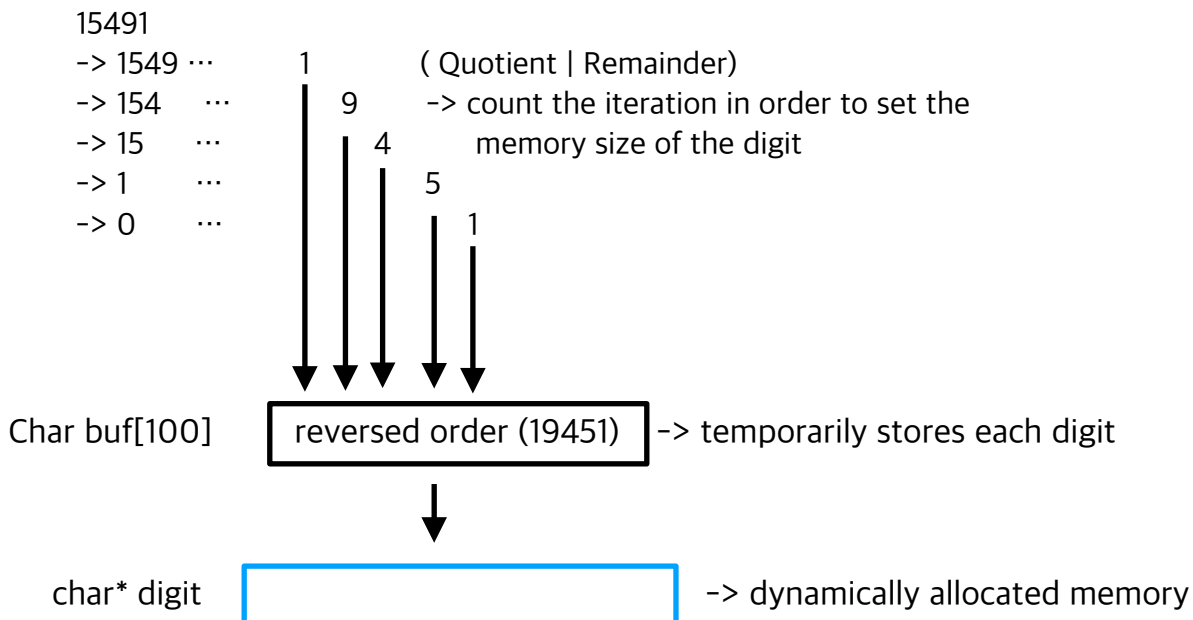 15491
-> 1549 ... 1 ( Quotient | Remainder)
-> 154 ... 9 -> count the iteration in order to set the
-> 15 ... 4 memory size of the digit
-> 1 ... 5
-> 0 ... 1
Char buf[100] reversed order (19451) -> temporarily stores each digit
char* digit -> dynamically allocated memory